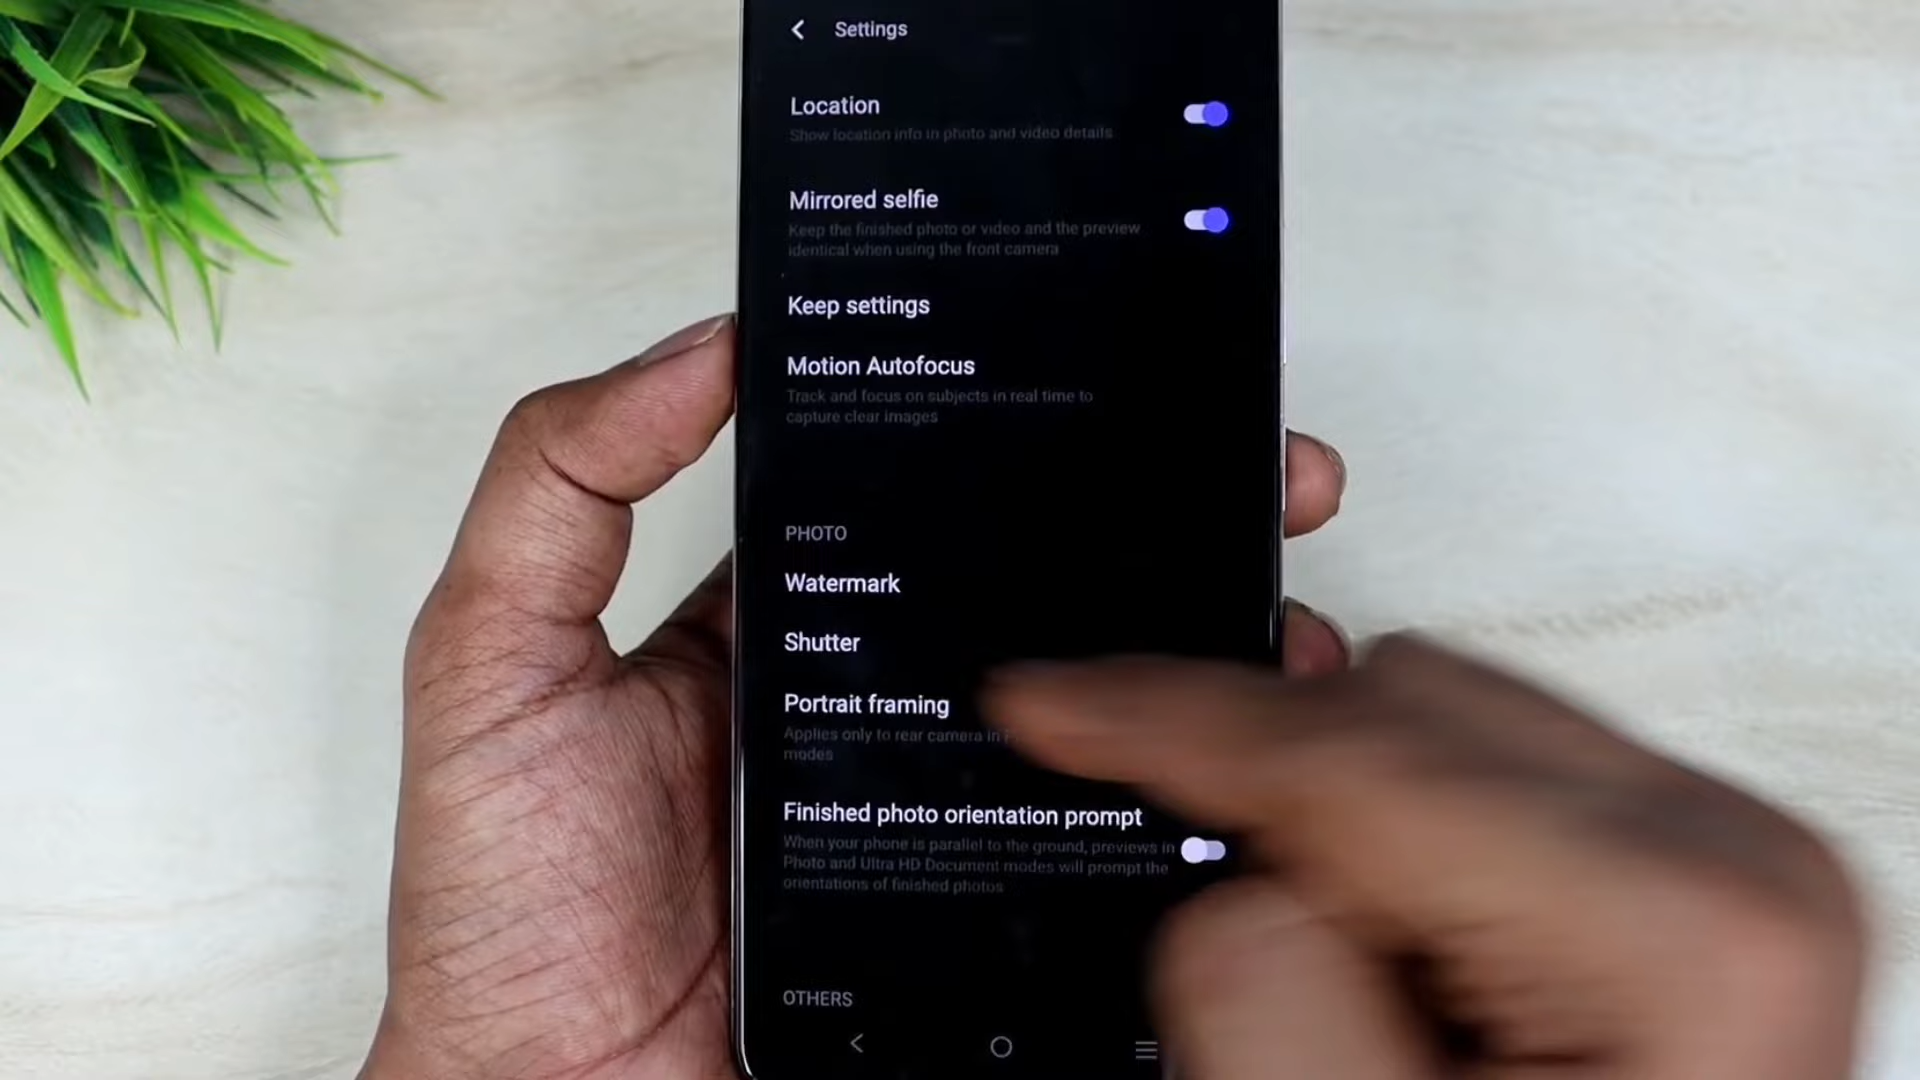 Settings
Location
Show location info in photo and video details
Mirrored selfie
Keep the finished photo or video and the preview
identical when using the front camera
Keep settings
Motion Autofocus
Track and focus on subjects in real time to
capture clear images
PHOTO
Watermark
Shutter
Portrait framing
Applies only to rear camera in
modes
Finished photo orientation prompt
When your phone is parallel to the ground, previews in
Photo and Ultra HD Document modes will prompt the
orientations of finished photos
OTHERS